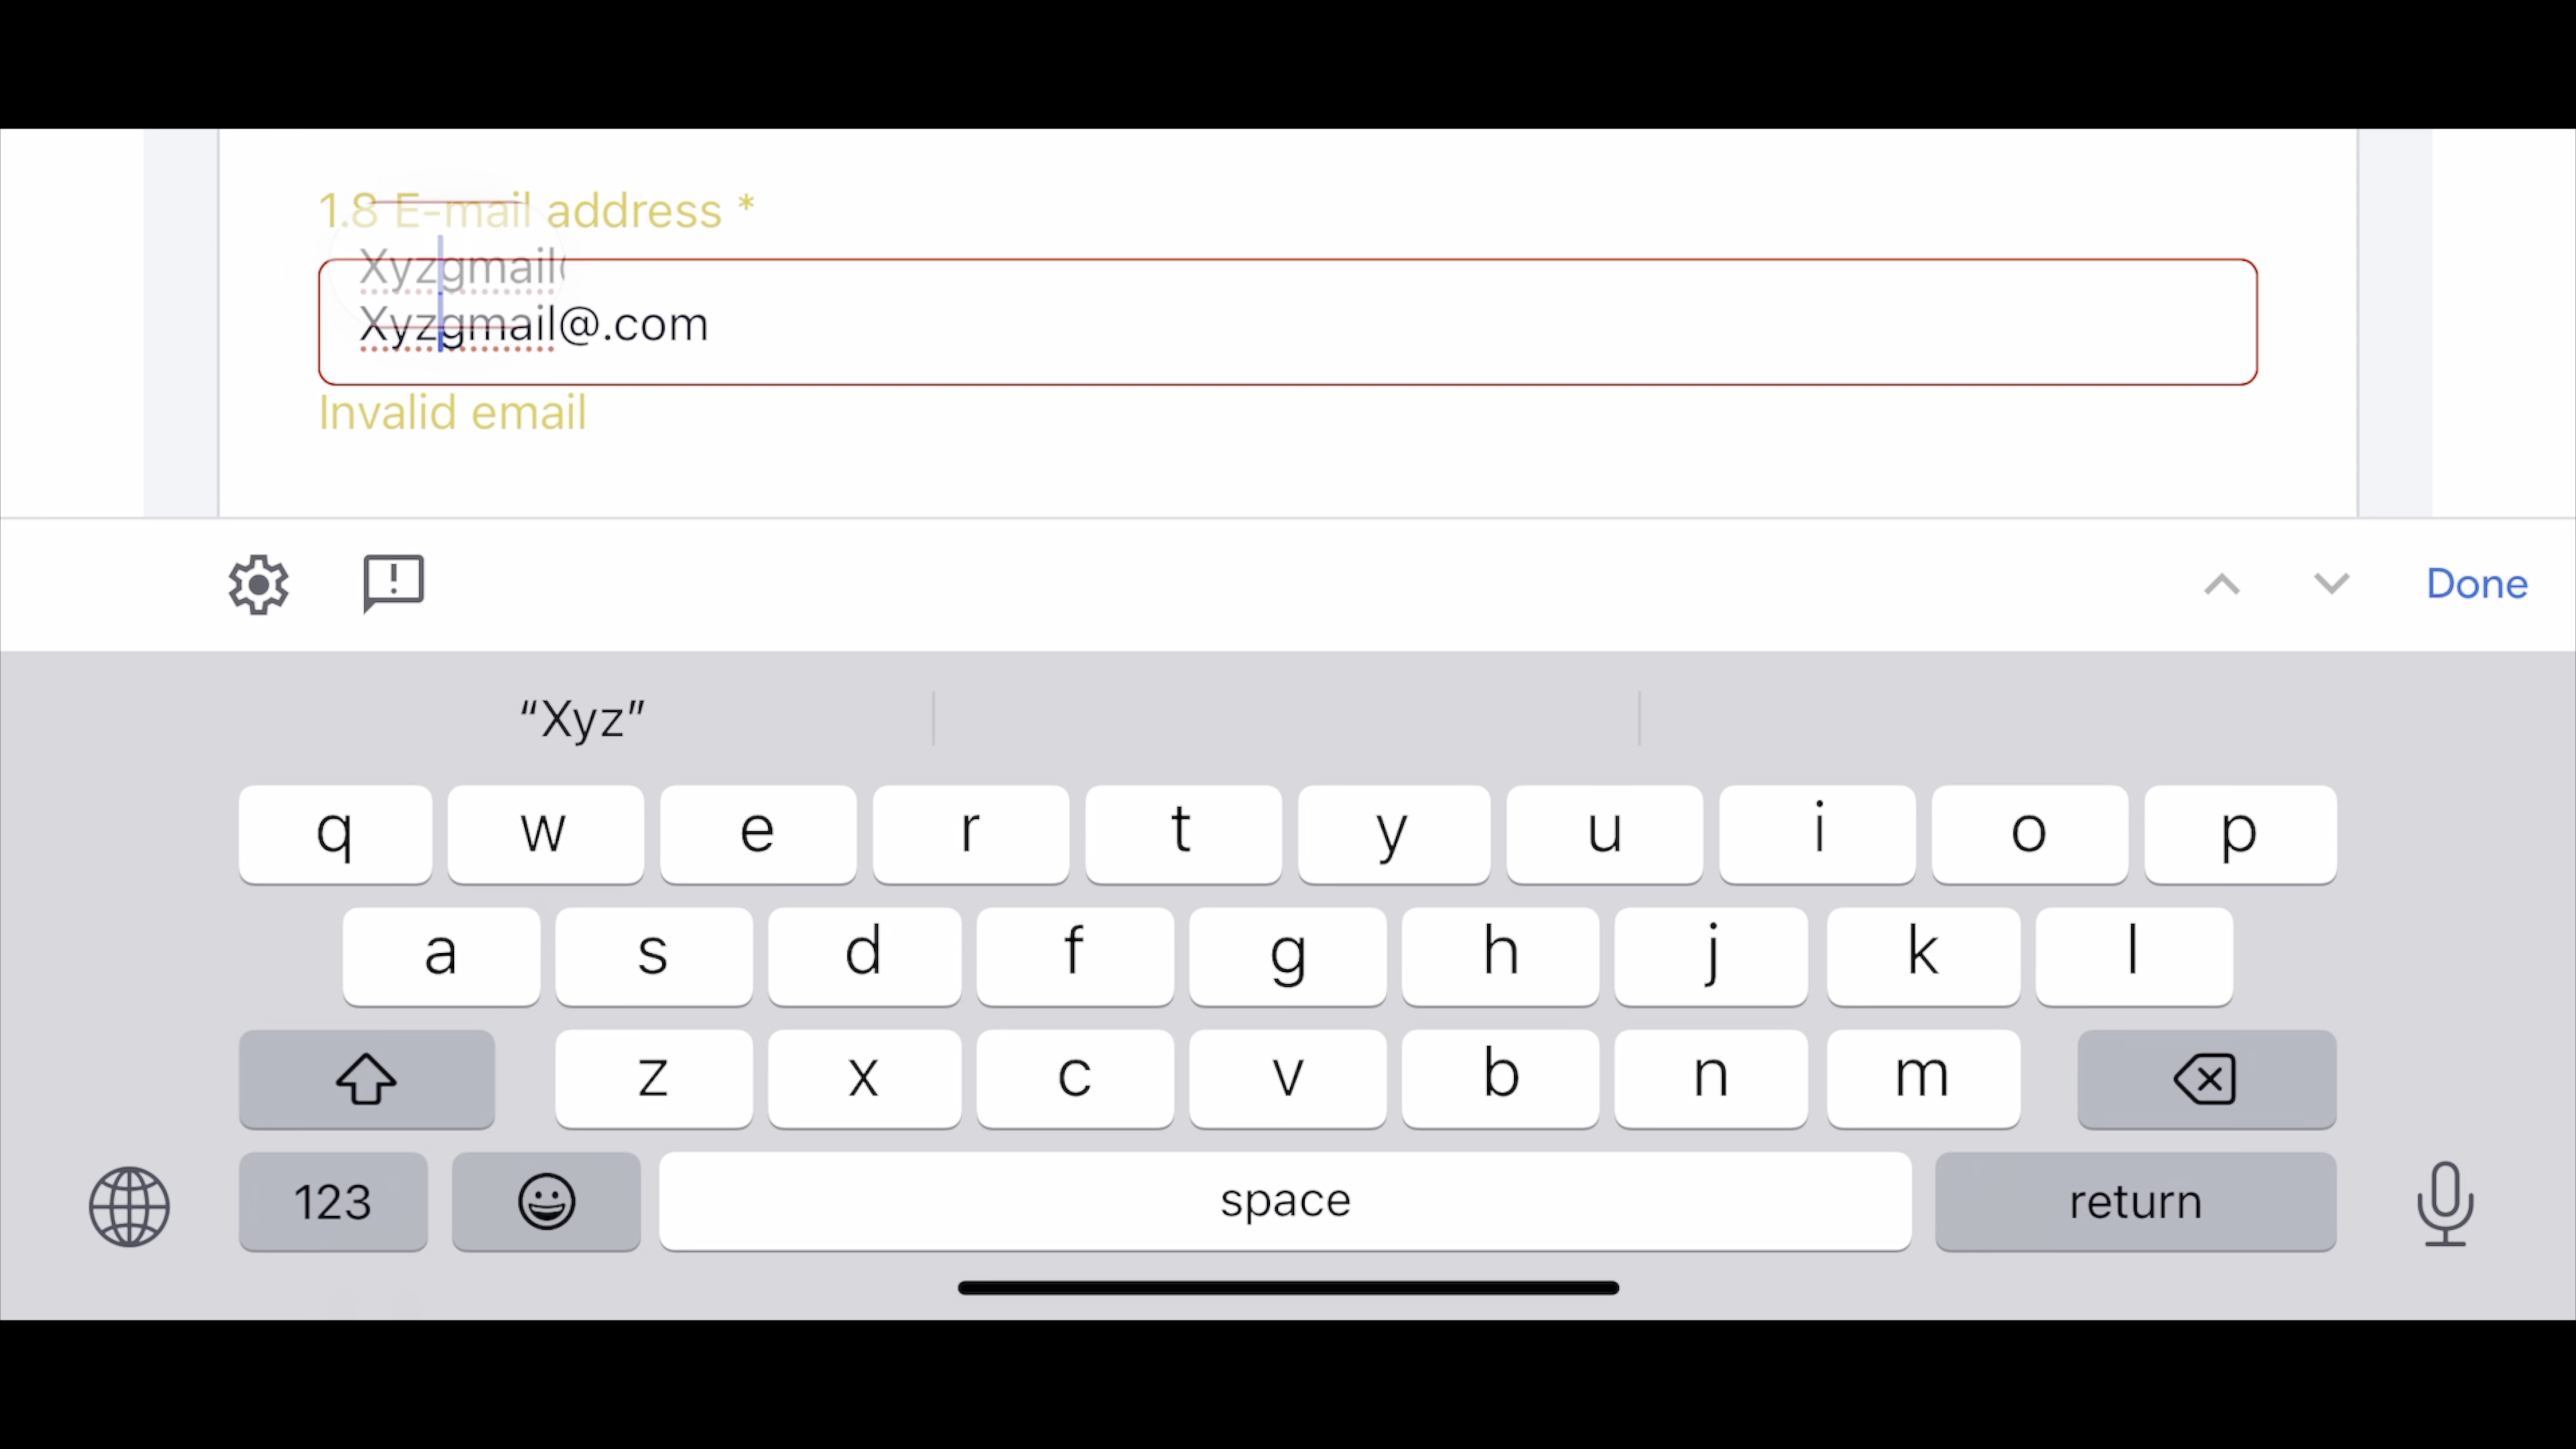 1.8 E-mail address *
Xyzgmail
Xyzgmail@.com
Invalid email
Done
“Xyz”
q w e r t y u i o p
a s d f g h j k l
z x c v b n m
123 space return